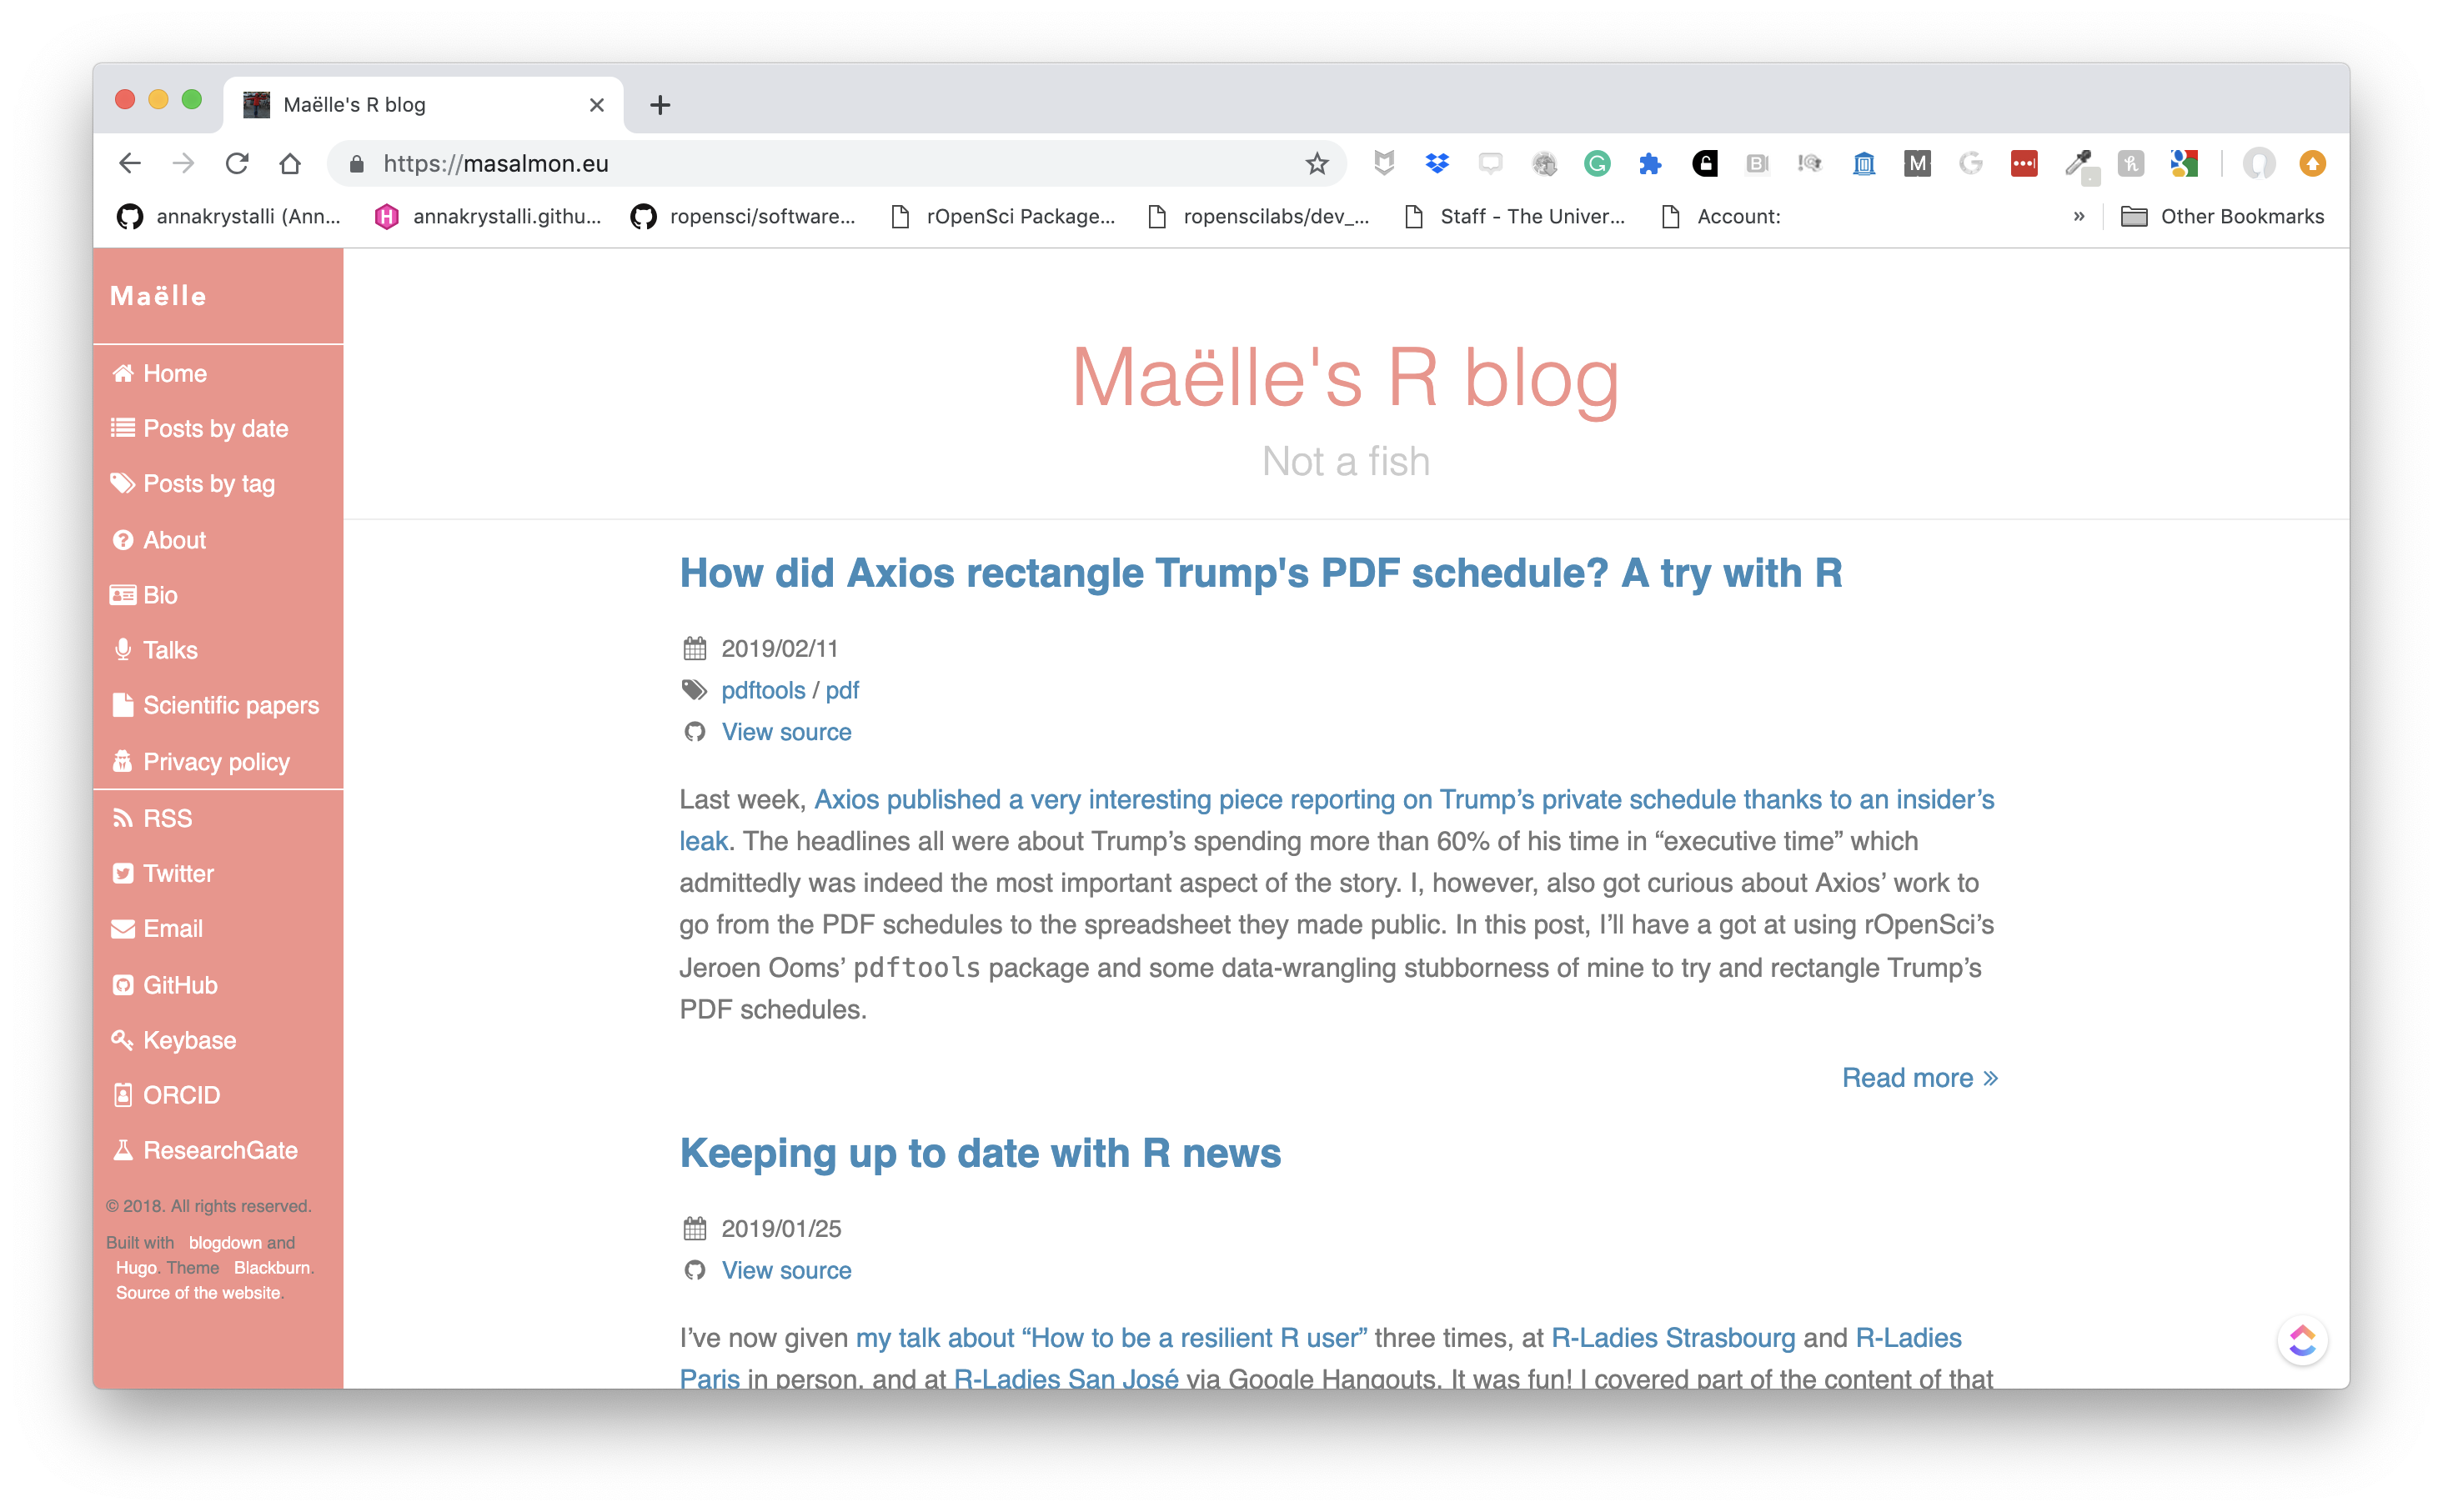 Maëlle's R blog
https://masalmon.eu
annakrystalli (Ann...
annakrystalli.githu...
ropensci/software...
rOpenSci Package...
ropenscilabs/dev_...
Staff - The Univer...
Account:
»
Other Bookmarks
Maëlle
Home
Posts by date
Posts by tag
About
Bio
Talks
Scientific papers
Privacy policy
RSS
Twitter
Email
GitHub
Keybase
ORCID
ResearchGate
© 2018. All rights reserved.
Built with blogdown and
Hugo. Theme Blackburn.
Source of the website.
Maëlle's R blog
Not a fish
How did Axios rectangle Trump's PDF schedule? A try with R
2019/02/11
pdftools / pdf
View source
Last week, Axios published a very interesting piece reporting on Trump’s private schedule thanks to an insider’s
leak. The headlines all were about Trump’s spending more than 60% of his time in “executive time” which
admittedly was indeed the most important aspect of the story. I, however, also got curious about Axios’ work to
go from the PDF schedules to the spreadsheet they made public. In this post, I’ll have a got at using rOpenSci’s
Jeroen Ooms’ pdftools package and some data-wrangling stubborness of mine to try and rectangle Trump’s
PDF schedules.
Read more »
Keeping up to date with R news
2019/01/25
View source
I’ve now given my talk about “How to be a resilient R user” three times, at R-Ladies Strasbourg and R-Ladies
Paris in person, and at R-Ladies San José via Google Hangouts. It was fun! I covered part of the content of that